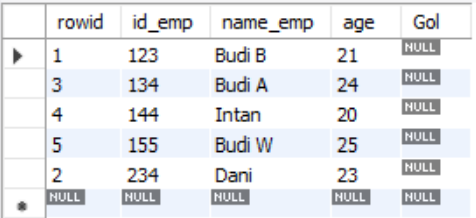 rowid id_emp name_emp age Gol
1 123 Budi B 21 NULL
3 134 Budi A 24 NULL
4 144 Intan 20 NULL
5 155 Budi W 25 NULL
2 234 Dani 23 NULL
NULL NULL NULL NULL NULL